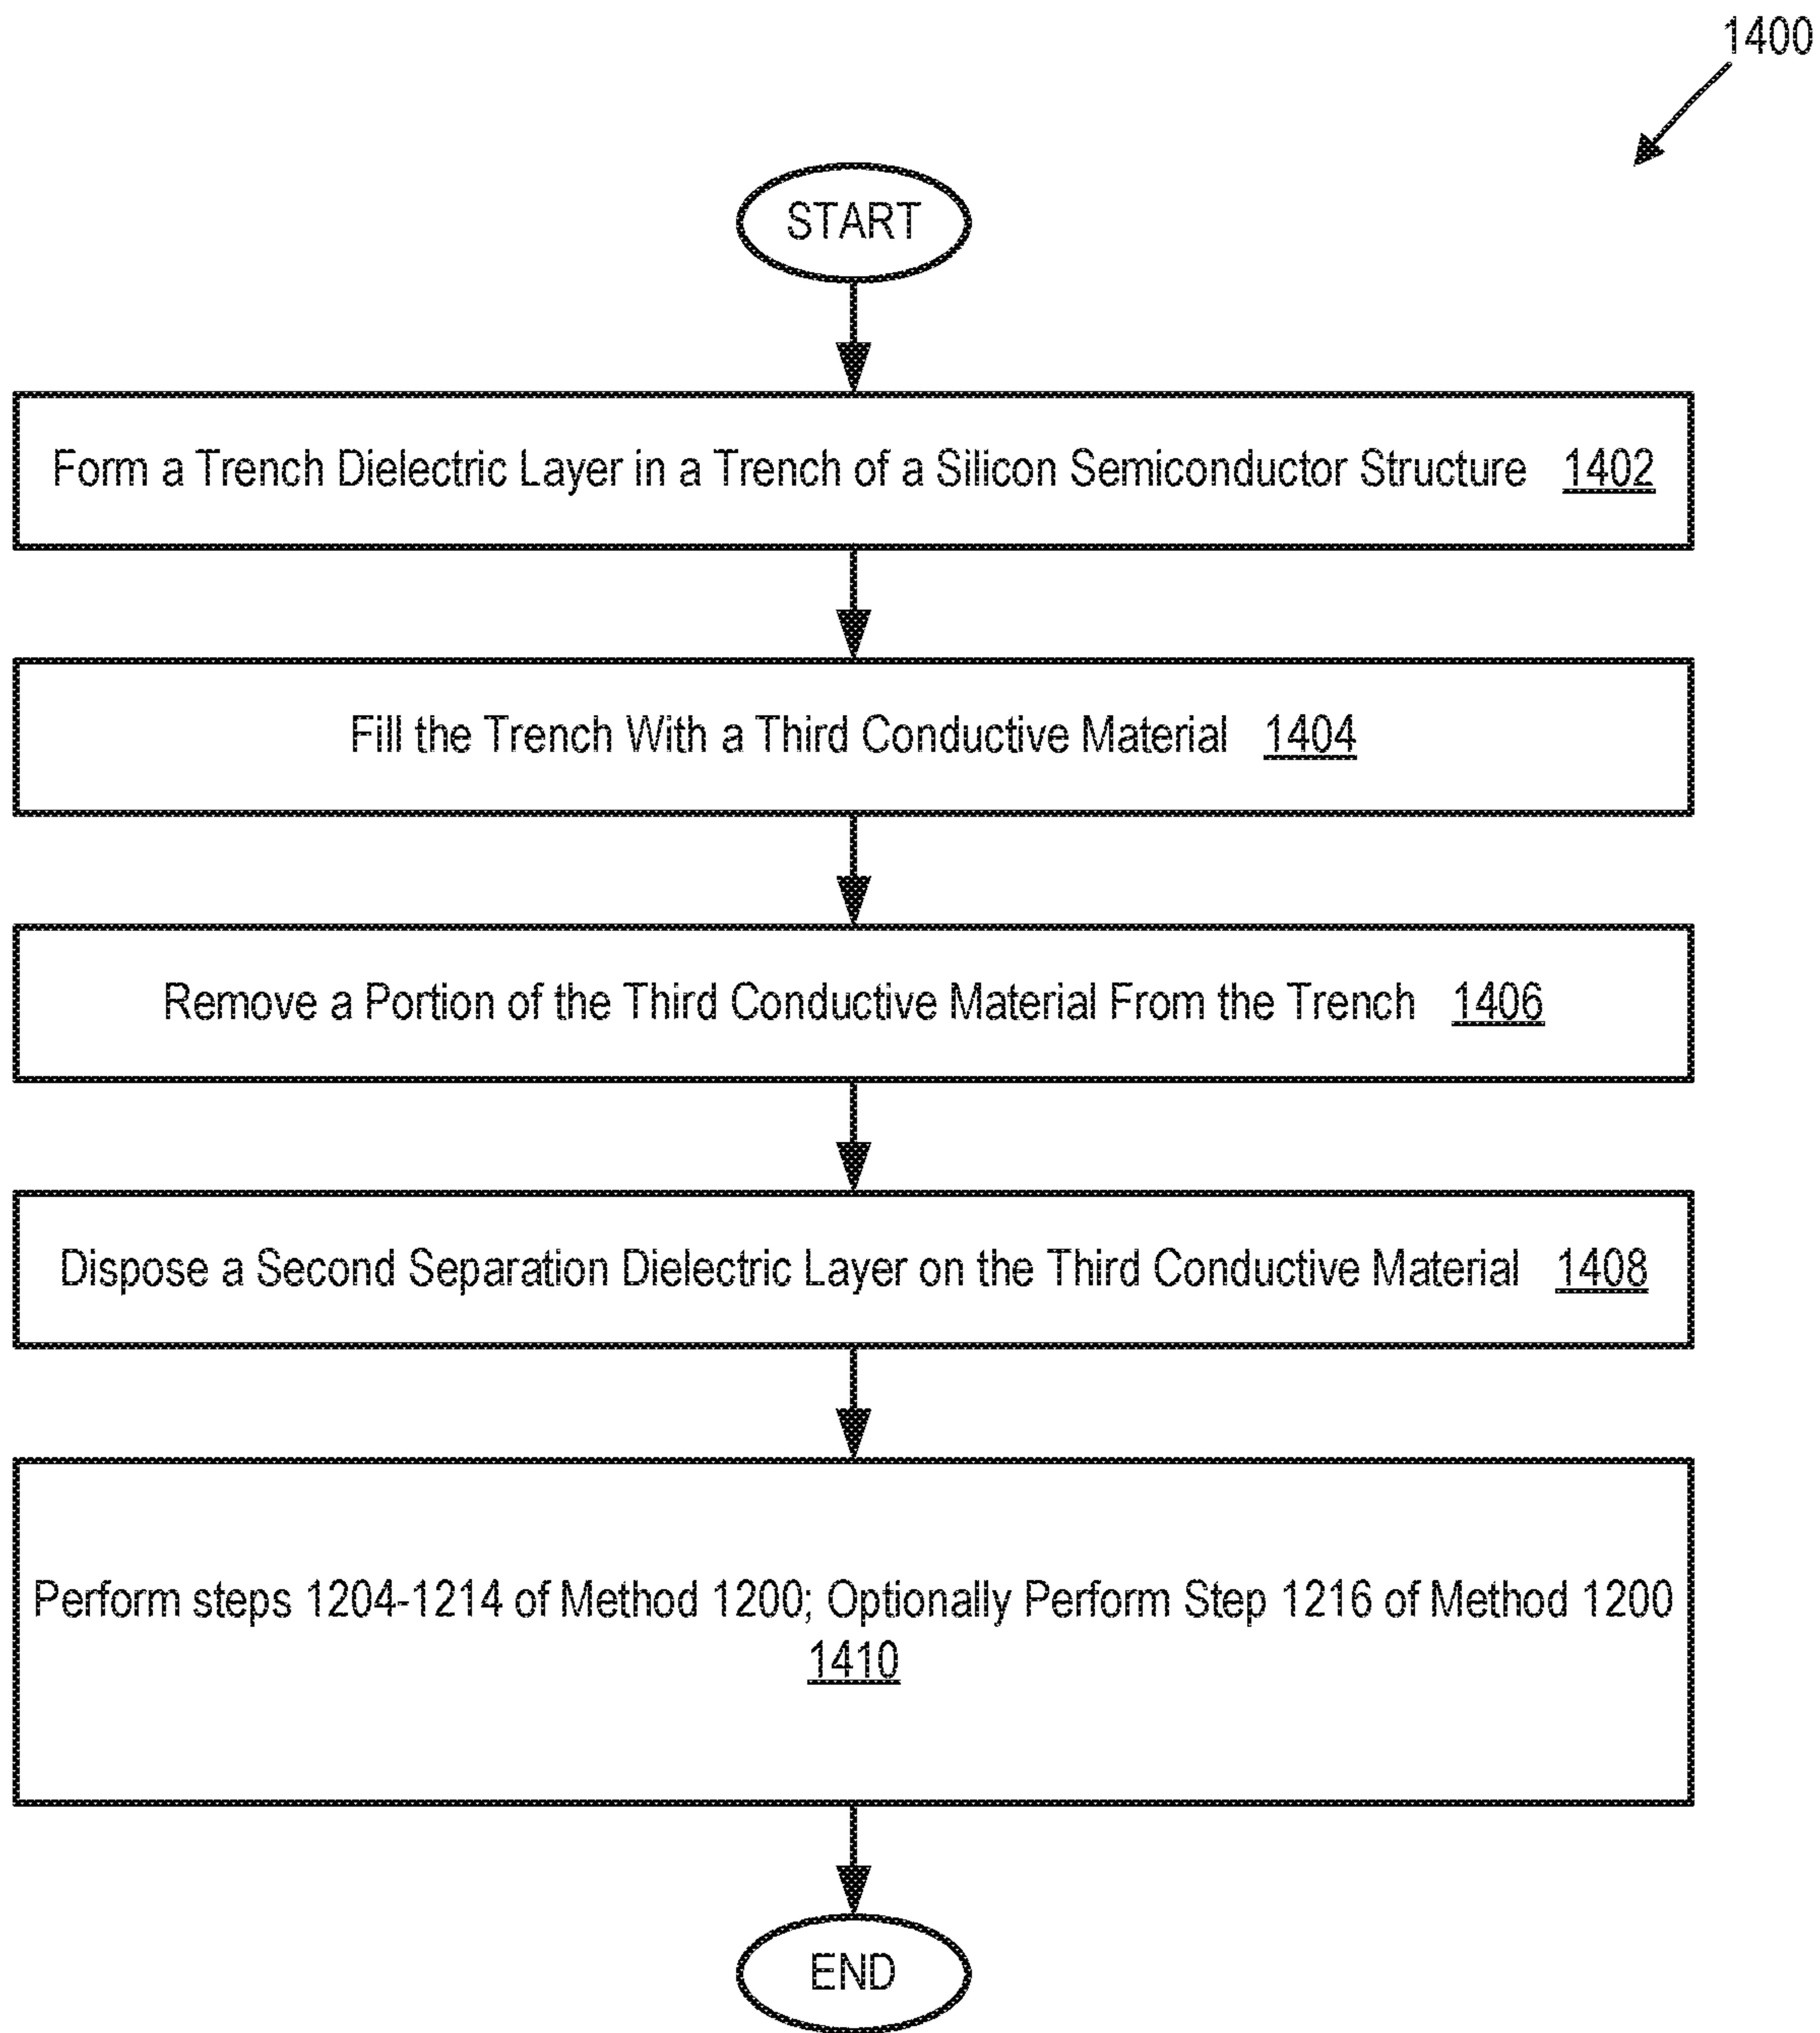 1400
START
Form a Trench Dielectric Layer in a Trench of a Silicon Semiconductor Structure 1402
Fill the Trench With a Third Conductive Material 1404
Remove a Portion of the Third Conductive Material From the Trench 1406
Dispose a Second Separation Dielectric Layer on the Third Conductive Material 1408
Perform steps 1204-1214 of Method 1200; Optionally Perform Step 1216 of Method 1200
1410
END